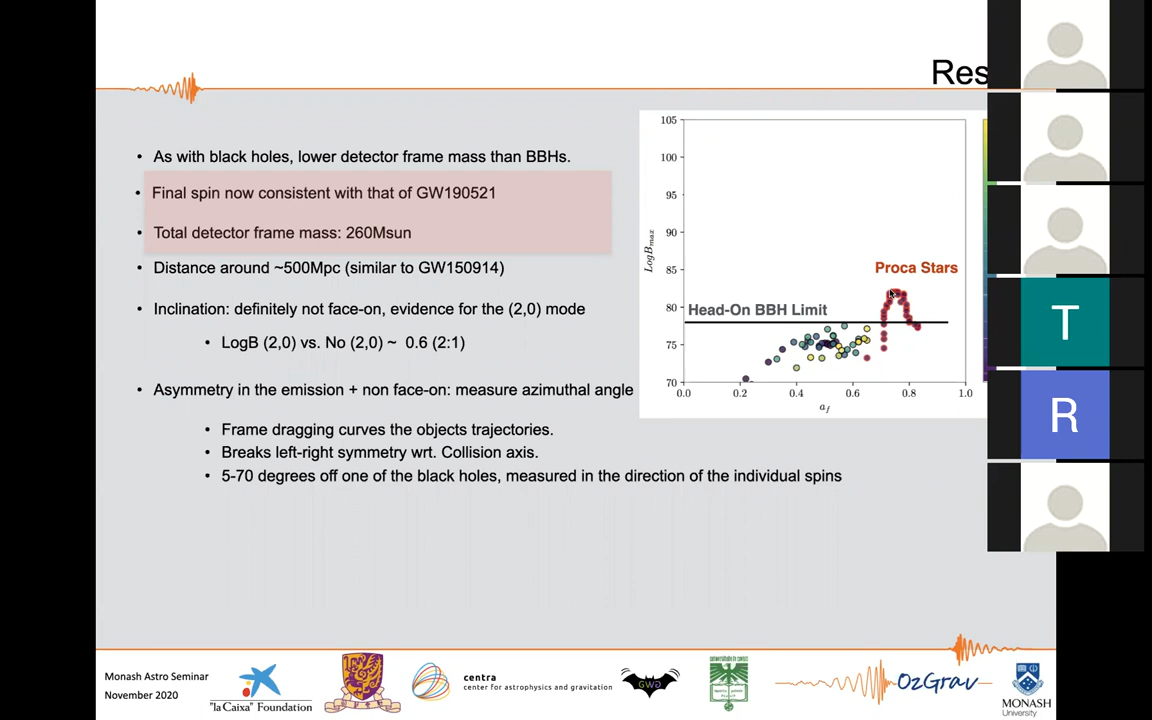 Res
• As with black holes, lower detector frame mass than BBHs.
• Final spin now consistent with that of GW190521
• Total detector frame mass: 260Msun
• Distance around ~500Mpc (similar to GW150914)
• Inclination: definitely not face-on, evidence for the (2,0) mode
• LogB (2,0) vs. No (2,0) ~ 0.6 (2:1)
• Asymmetry in the emission + non face-on: measure azimuthal angle
• Frame dragging curves the objects trajectories.
• Breaks left-right symmetry wrt. Collision axis.
• 5-70 degrees off one of the black holes, measured in the direction of the individual spins
105
100
95
90
85
80
75
70
LogBmax
Proca Stars
Head-On BBH Limit
0.0 0.2 0.4 0.6 0.8 1.0
af
T
R
Monash Astro Seminar
November 2020
"la Caixa" Foundation
centra
center for astrophysics and gravitation
GWG
OzGrav
MONASH
University